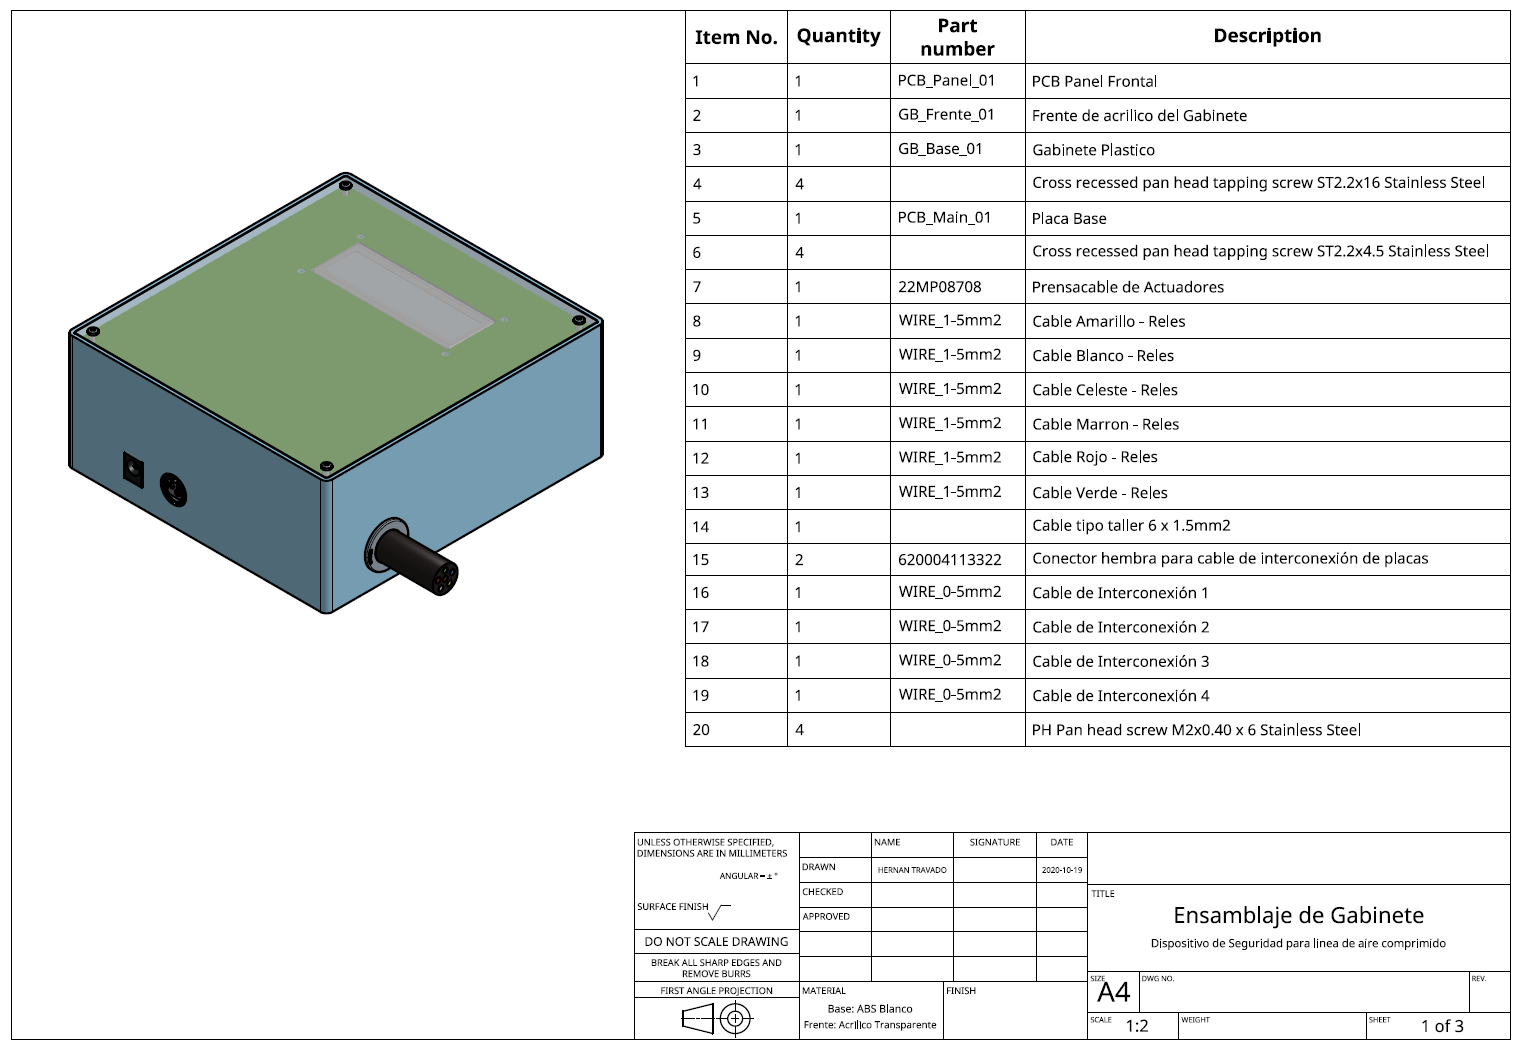 Item No. Quantity Part number Description
1 1 PCB_Panel_01 PCB Panel Frontal
2 1 GB_Frente_01 Frente de acrilico del Gabinete
3 1 GB_Base_01 Gabinete Plastico
4 4 Cross recessed pan head tapping screw ST2.2x16 Stainless Steel
5 1 PCB_Main_01 Placa Base
6 4 Cross recessed pan head tapping screw ST2.2x4.5 Stainless Steel
7 1 22MP08708 Prensacable de Actuadores
8 1 WIRE_1-5mm2 Cable Amarillo - Reles
9 1 WIRE_1-5mm2 Cable Blanco - Reles
10 1 WIRE_1-5mm2 Cable Celeste - Reles
11 1 WIRE_1-5mm2 Cable Marron - Reles
12 1 WIRE_1-5mm2 Cable Rojo - Reles
13 1 WIRE_1-5mm2 Cable Verde - Reles
14 1 Cable tipo taller 6 x 1.5mm2
15 2 620004113322 Conector hembra para cable de interconexión de placas
16 1 WIRE_0-5mm2 Cable de Interconexión 1
17 1 WIRE_0-5mm2 Cable de Interconexión 2
18 1 WIRE_0-5mm2 Cable de Interconexión 3
19 1 WIRE_0-5mm2 Cable de Interconexión 4
20 4 PH Pan head screw M2x0.40 x 6 Stainless Steel
UNLESS OTHERWISE SPECIFIED,
DIMENSIONS ARE IN MILLIMETERS
ANGULAR = ± °
SURFACE FINISH
DO NOT SCALE DRAWING
BREAK ALL SHARP EDGES AND
REMOVE BURRS
FIRST ANGLE PROJECTION
NAME SIGNATURE DATE
DRAWN HERNAN TRAVADO 2020-10-19
CHECKED
APPROVED
MATERIAL
Base: ABS Blanco
Frente: Acrilico Transparente
FINISH
TITLE
Ensamblaje de Gabinete
Dispositivo de Seguridad para linea de aire comprimido
SIZE A4 DWG NO. REV.
SCALE 1:2 WEIGHT SHEET 1 of 3